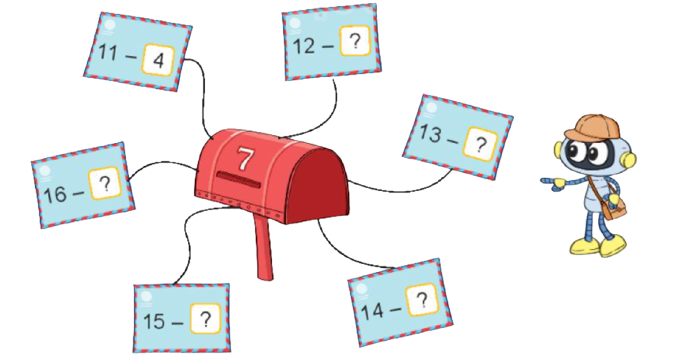 11 – 4
12 – ?
13 – ?
7
16 – ?
15 – ?
14 – ?